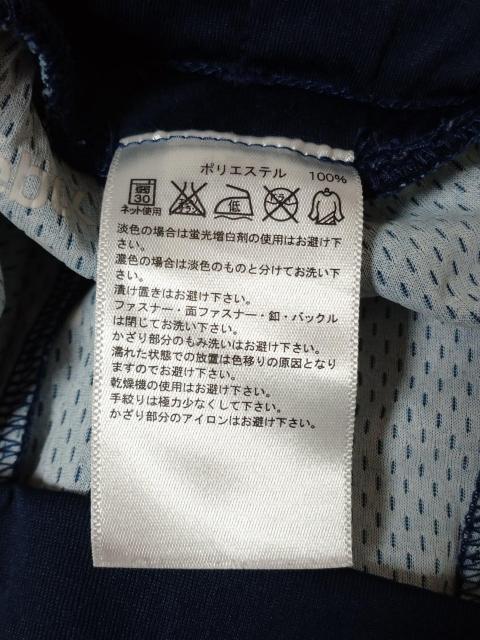 ポリエステル 100%
30
エンソ
低
ネット使用
淡色の場合は蛍光増白剤の使用はお避け下
さい。
濃色の場合は淡色のものと分けてお洗い下
さい。
漬け置きはお避け下さい。
ファスナー・面ファスナー・釦・バックル
は閉じてお洗い下さい。
かざり部分のもみ洗いはお避け下さい。
濡れた状態での放置は色移りの原因となり
ますのでお避け下さい。
乾燥機の使用はお避け下さい。
手絞りは極力少なくして下さい。
かざり部分のアイロンはお避け下さい。